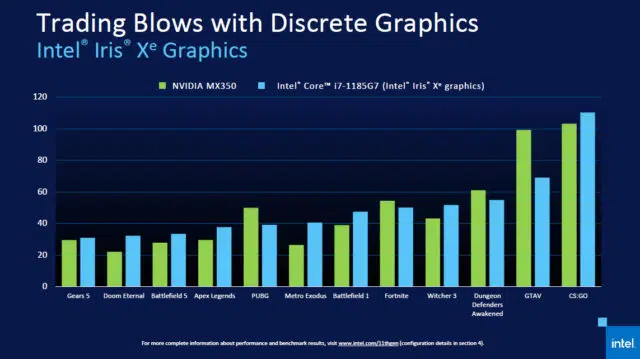 Trading Blows with Discrete Graphics
Intel® Iris® Xe Graphics
NVIDIA MX350
Intel® Core™ i7-1185G7 (Intel® Iris® Xe graphics)
120
100
80
60
40
20
0
Gears 5
Doom Eternal
Battlefield 5
Apex Legends
PUBG
Metro Exodus
Battlefield 1
Fortnite
Witcher 3
Dungeon
Defenders
Awakened
GTAV
CS:GO
For more complete information about performance and benchmark results, visit www.intel.com/11thgen (configuration details in section 4).
intel.